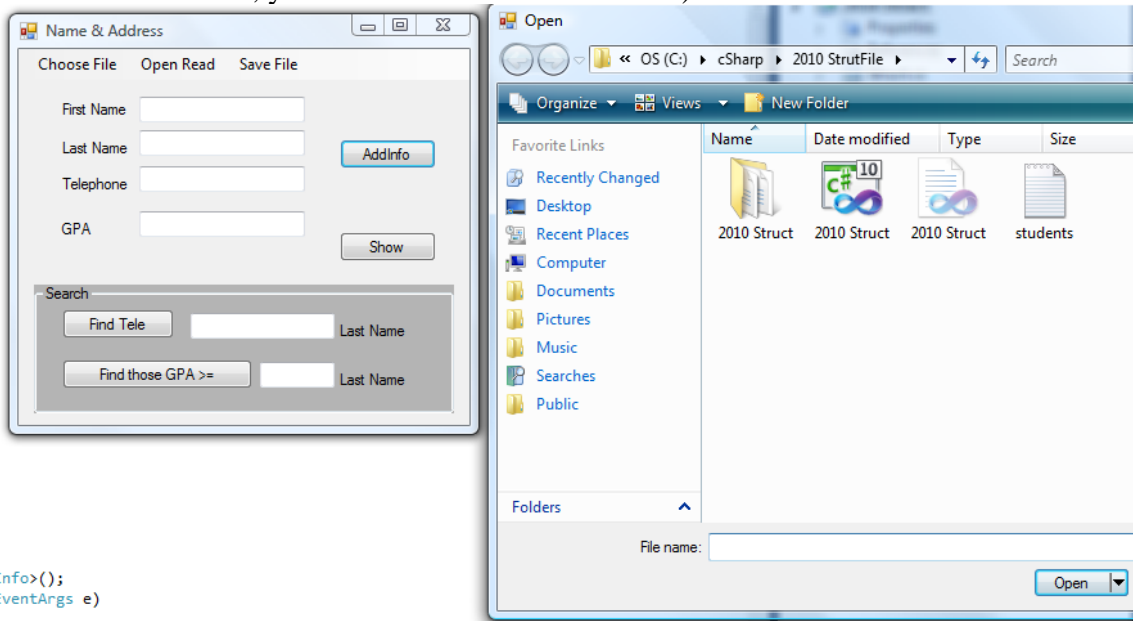 Name & Address
Choose File Open Read Save File
First Name
Last Name
AddInfo
Telephone
GPA
Show
Search
Find Tele
Last Name
Find those GPA >=
Last Name
Open
« OS (C:) ▸ cSharp ▸ 2010 StrutFile ▸
Search
Organize Views New Folder
Favorite Links
Recently Changed
Desktop
Recent Places
Computer
Documents
Pictures
Music
Searches
Public
Folders
Name Date modified Type Size
C# 10
2010 Struct 2010 Struct 2010 Struct students
File name:
Open
nfo>();
EventArgs e)